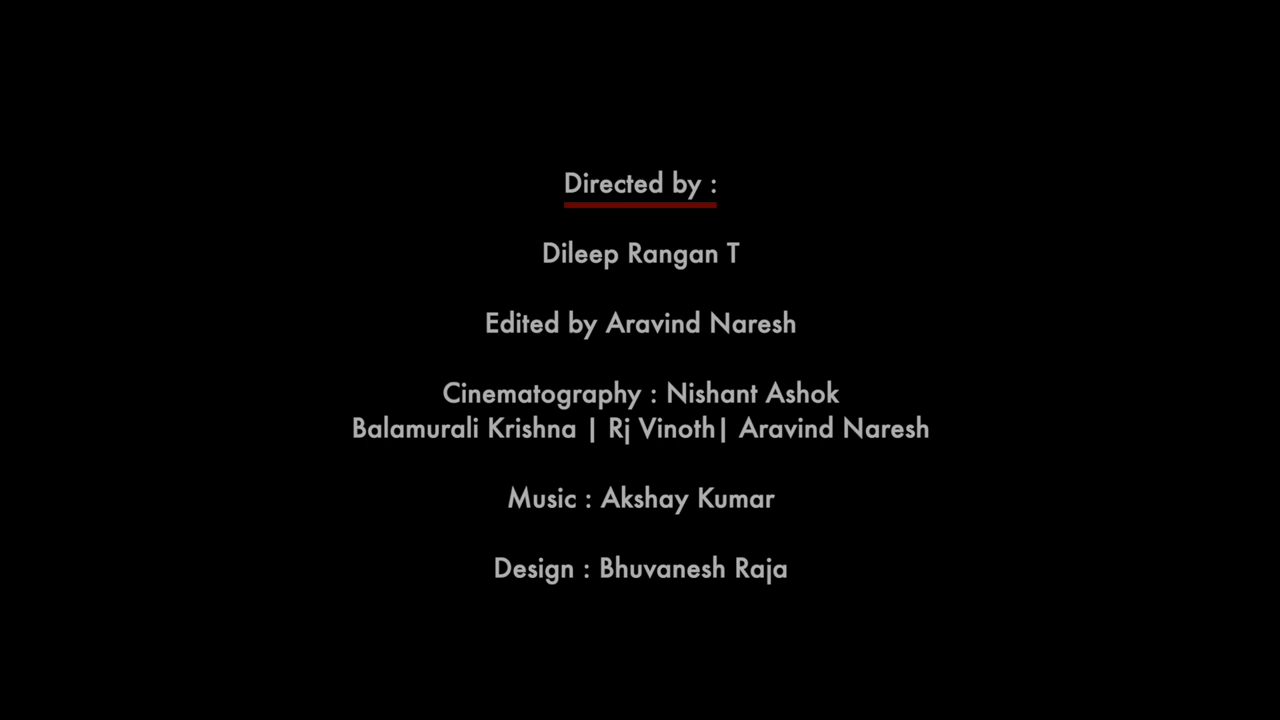 Directed by :
Dileep Rangan T
Edited by Aravind Naresh
Cinematography : Nishant Ashok
Balamurali Krishna | Rj Vinoth| Aravind Naresh
Music : Akshay Kumar
Design : Bhuvanesh Raja